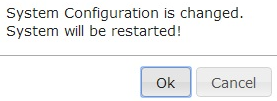 System Configuration is changed.
System will be restarted!
Ok
Cancel